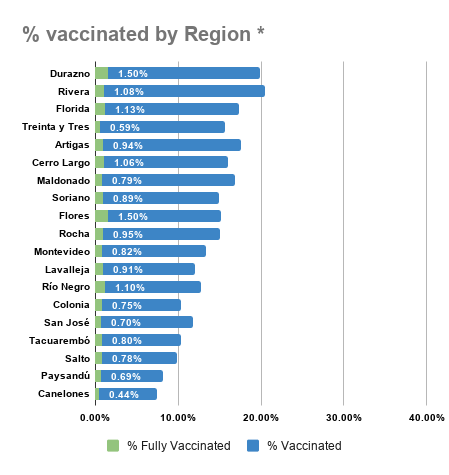 % vaccinated by Region *
Durazno 1.50%
Rivera 1.08%
Florida 1.13%
Treinta y Tres 0.59%
Artigas 0.94%
Cerro Largo 1.06%
Maldonado 0.79%
Soriano 0.89%
Flores 1.50%
Rocha 0.95%
Montevideo 0.82%
Lavalleja 0.91%
Río Negro 1.10%
Colonia 0.75%
San José 0.70%
Tacuarembó 0.80%
Salto 0.78%
Paysandú 0.69%
Canelones 0.44%
0.00% 10.00% 20.00% 30.00% 40.00%
% Fully Vaccinated % Vaccinated